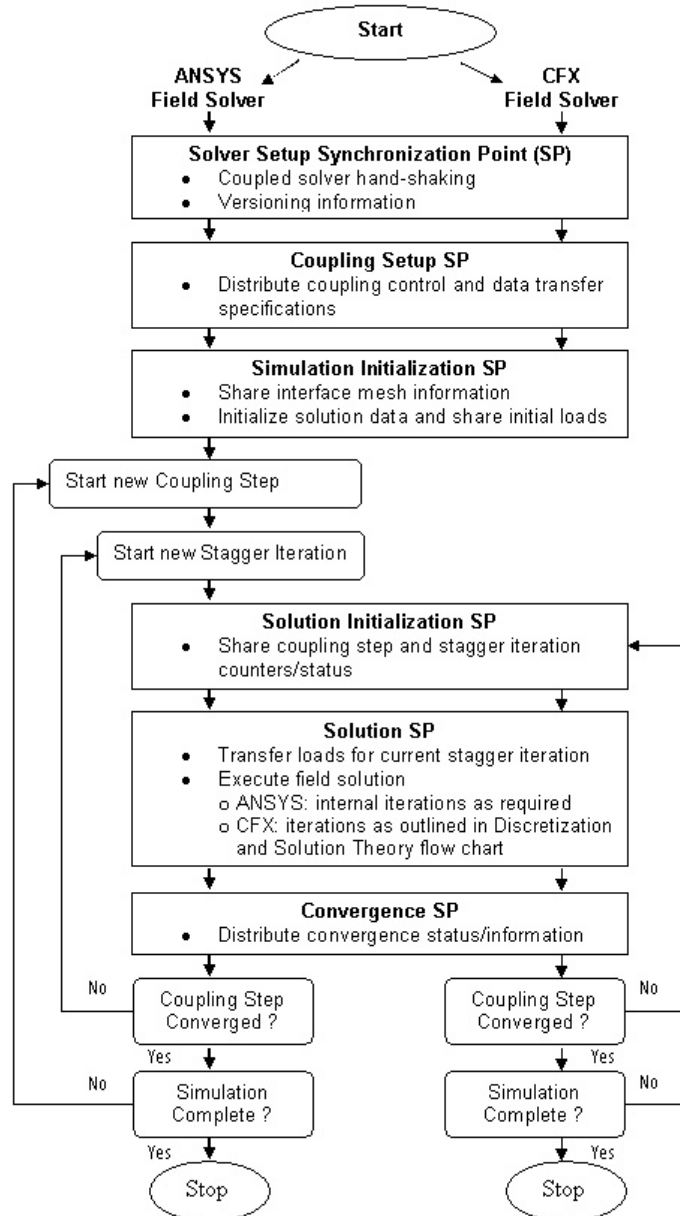 Start
ANSYS
Field Solver
CFX
Field Solver
Solver Setup Synchronization Point (SP)
● Coupled solver hand-shaking
● Versioning information
Coupling Setup SP
● Distribute coupling control and data transfer
specifications
Simulation Initialization SP
● Share interface mesh information
● Initialize solution data and share initial loads
Start new Coupling Step
Start new Stagger Iteration
Solution Initialization SP
● Share coupling step and stagger iteration
counters/status
Solution SP
● Transfer loads for current stagger iteration
● Execute field solution
o ANSYS: internal iterations as required
o CFX: iterations as outlined in Discretization
and Solution Theory flow chart
Convergence SP
● Distribute convergence status/information
No
Coupling Step
Converged ?
Yes
No
Simulation
Complete ?
Yes
Stop
Coupling Step
Converged ?
No
Yes
Simulation
Complete ?
No
Yes
Stop